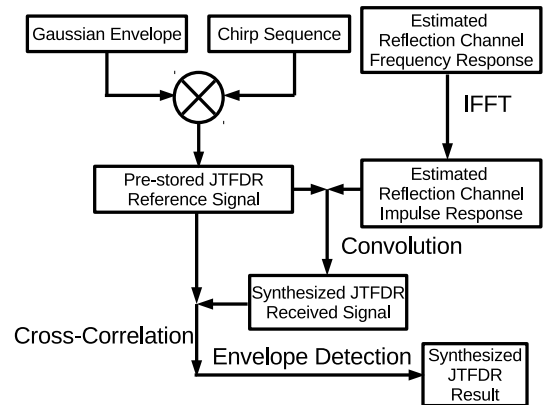 Gaussian Envelope
Chirp Sequence
Estimated
Reflection Channel
Frequency Response
IFFT
Pre-stored JTFDR
Reference Signal
Estimated
Reflection Channel
Impulse Response
Convolution
Synthesized JTFDR
Received Signal
Cross-Correlation
Envelope Detection
Synthesized
JTFDR
Result